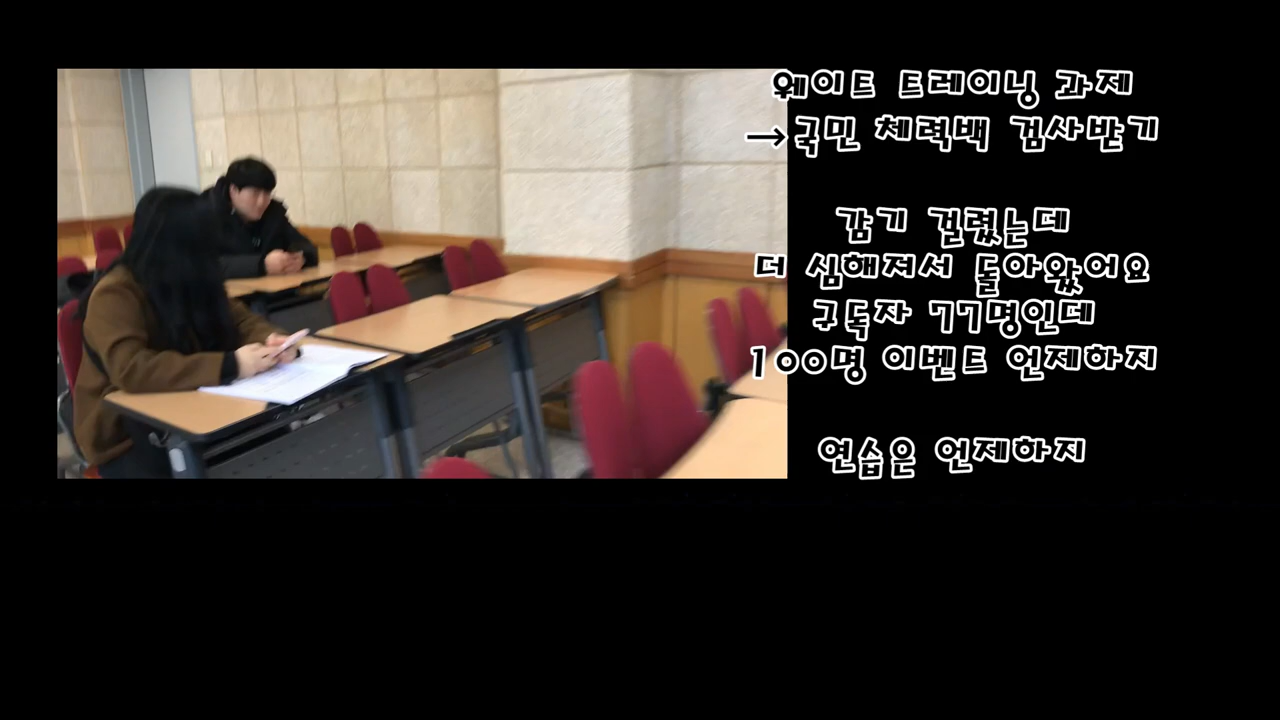 웨이트 트레이닝 과제
→국민 체력백 검사받기
감기 걸렸는데
더 심해져서 돌아왔어요
구독자 77명인데
100명 이벤트 언제하지
연습은 언제하지